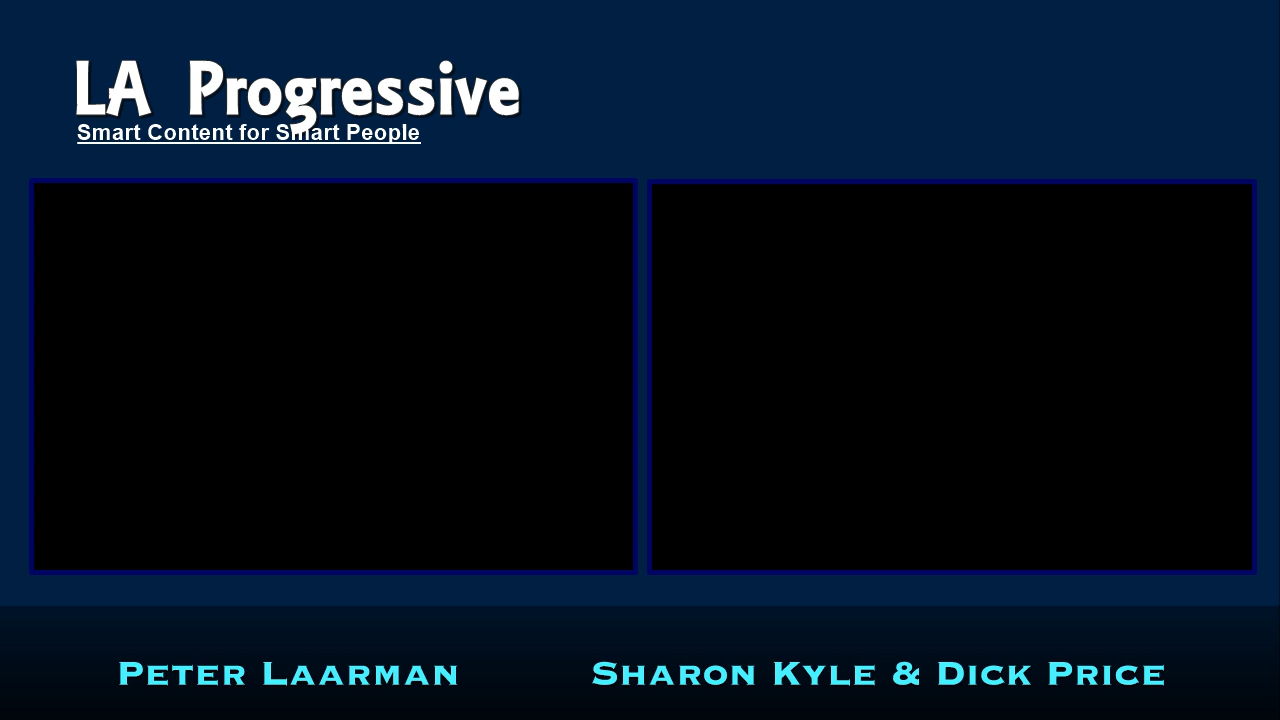 LA Progressive
Smart Content for Smart People
Peter Laarman
Sharon Kyle & Dick Price